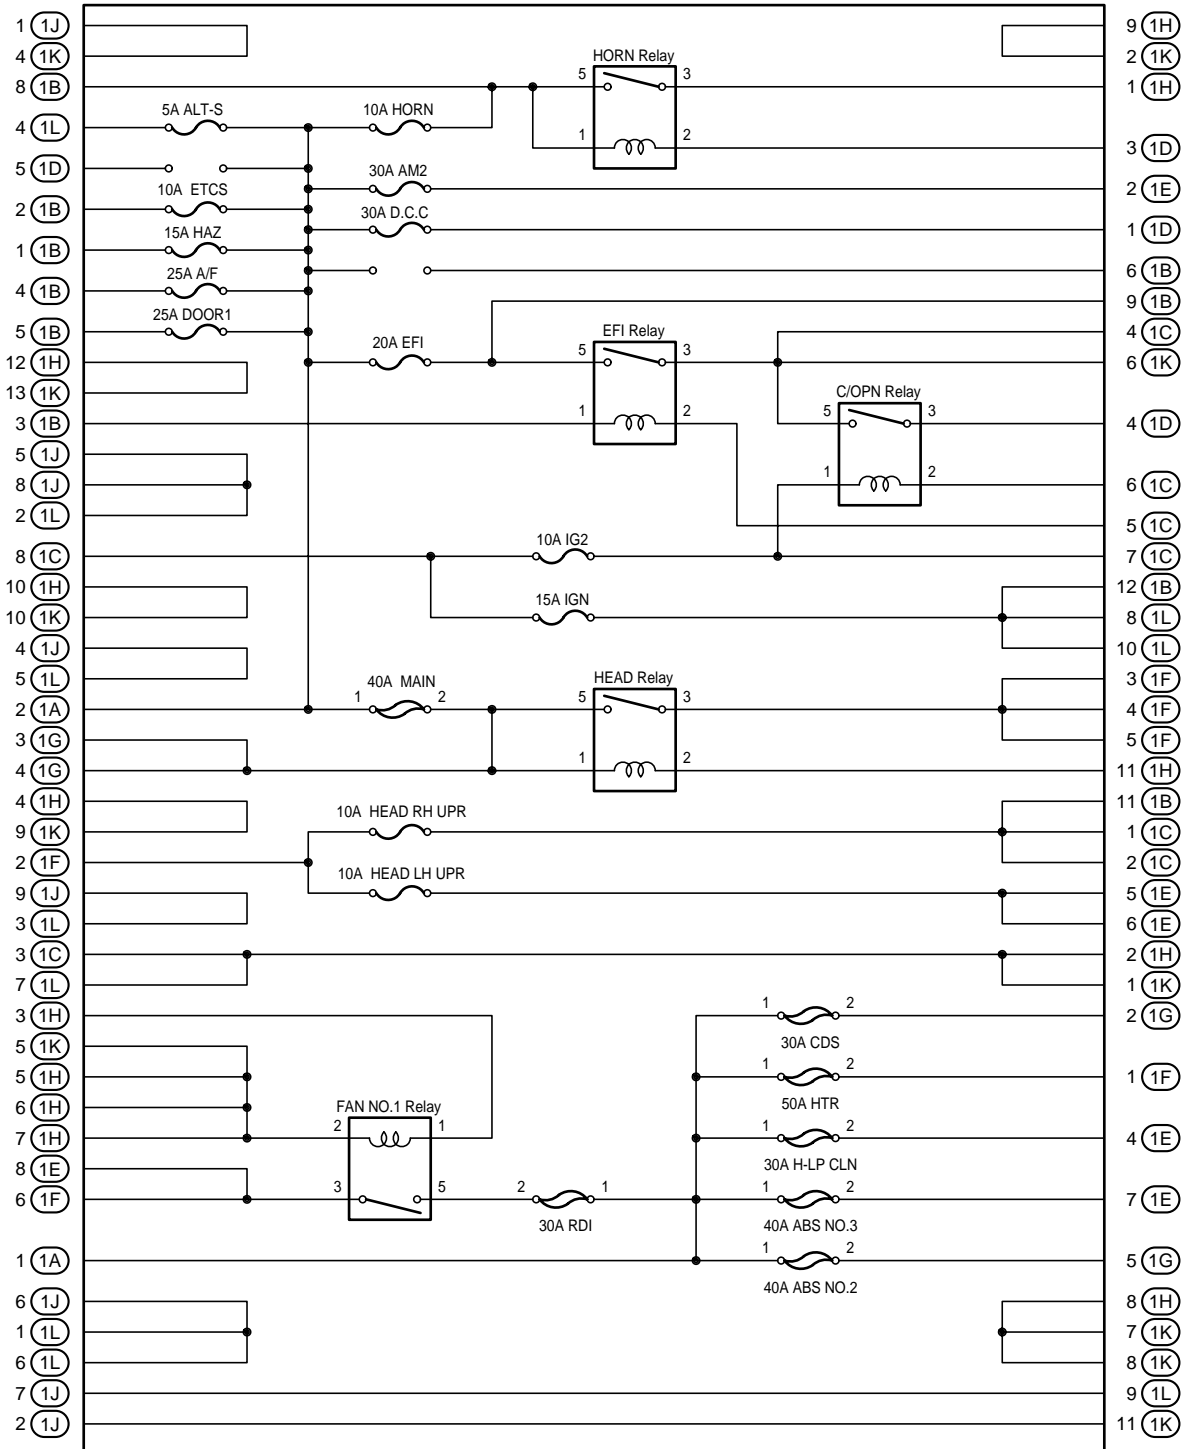 1 1J 9 1H
4 1K HORN Relay 2 1K
8 1B 5 3 1 1H
5A ALT-S 10A HORN
4 1L 1 2 3 1D
5 1D 30A AM2
10A ETCS 2 1E
2 1B 30A D.C.C
15A HAZ 1 1D
1 1B
25A A/F 6 1B
4 1B 9 1B
25A DOOR1 EFI Relay
5 1B 20A EFI 4 1C
12 1H 5 3 6 1K
13 1K C/OPN Relay
3 1B 1 2 5 3 4 1D
5 1J
8 1J 1 2 6 1C
2 1L 5 1C
10A IG2
8 1C 7 1C
10 1H 12 1B
15A IGN
10 1K 8 1L
4 1J 10 1L
5 1L 40A MAIN HEAD Relay 3 1F
2 1A 1 2 5 3 4 1F
3 1G 5 1F
4 1G 1 2 11 1H
4 1H 11 1B
10A HEAD RH UPR
9 1K 1 1C
2 1F 2 1C
10A HEAD LH UPR
9 1J 5 1E
3 1L 6 1E
3 1C 2 1H
7 1L 1 1K
3 1H 1 2 2 1G
30A CDS
5 1K
5 1H 1 2 1 1F
50A HTR
6 1H FAN NO.1 Relay
7 1H 2 1 1 2 4 1E
30A H-LP CLN
8 1E
6 1F 3 5 2 1 1 2 7 1E
30A RDI 40A ABS NO.3
1 1A 1 2 5 1G
40A ABS NO.2
6 1J 8 1H
1 1L 7 1K
6 1L 8 1K
7 1J 9 1L
2 1J 11 1K